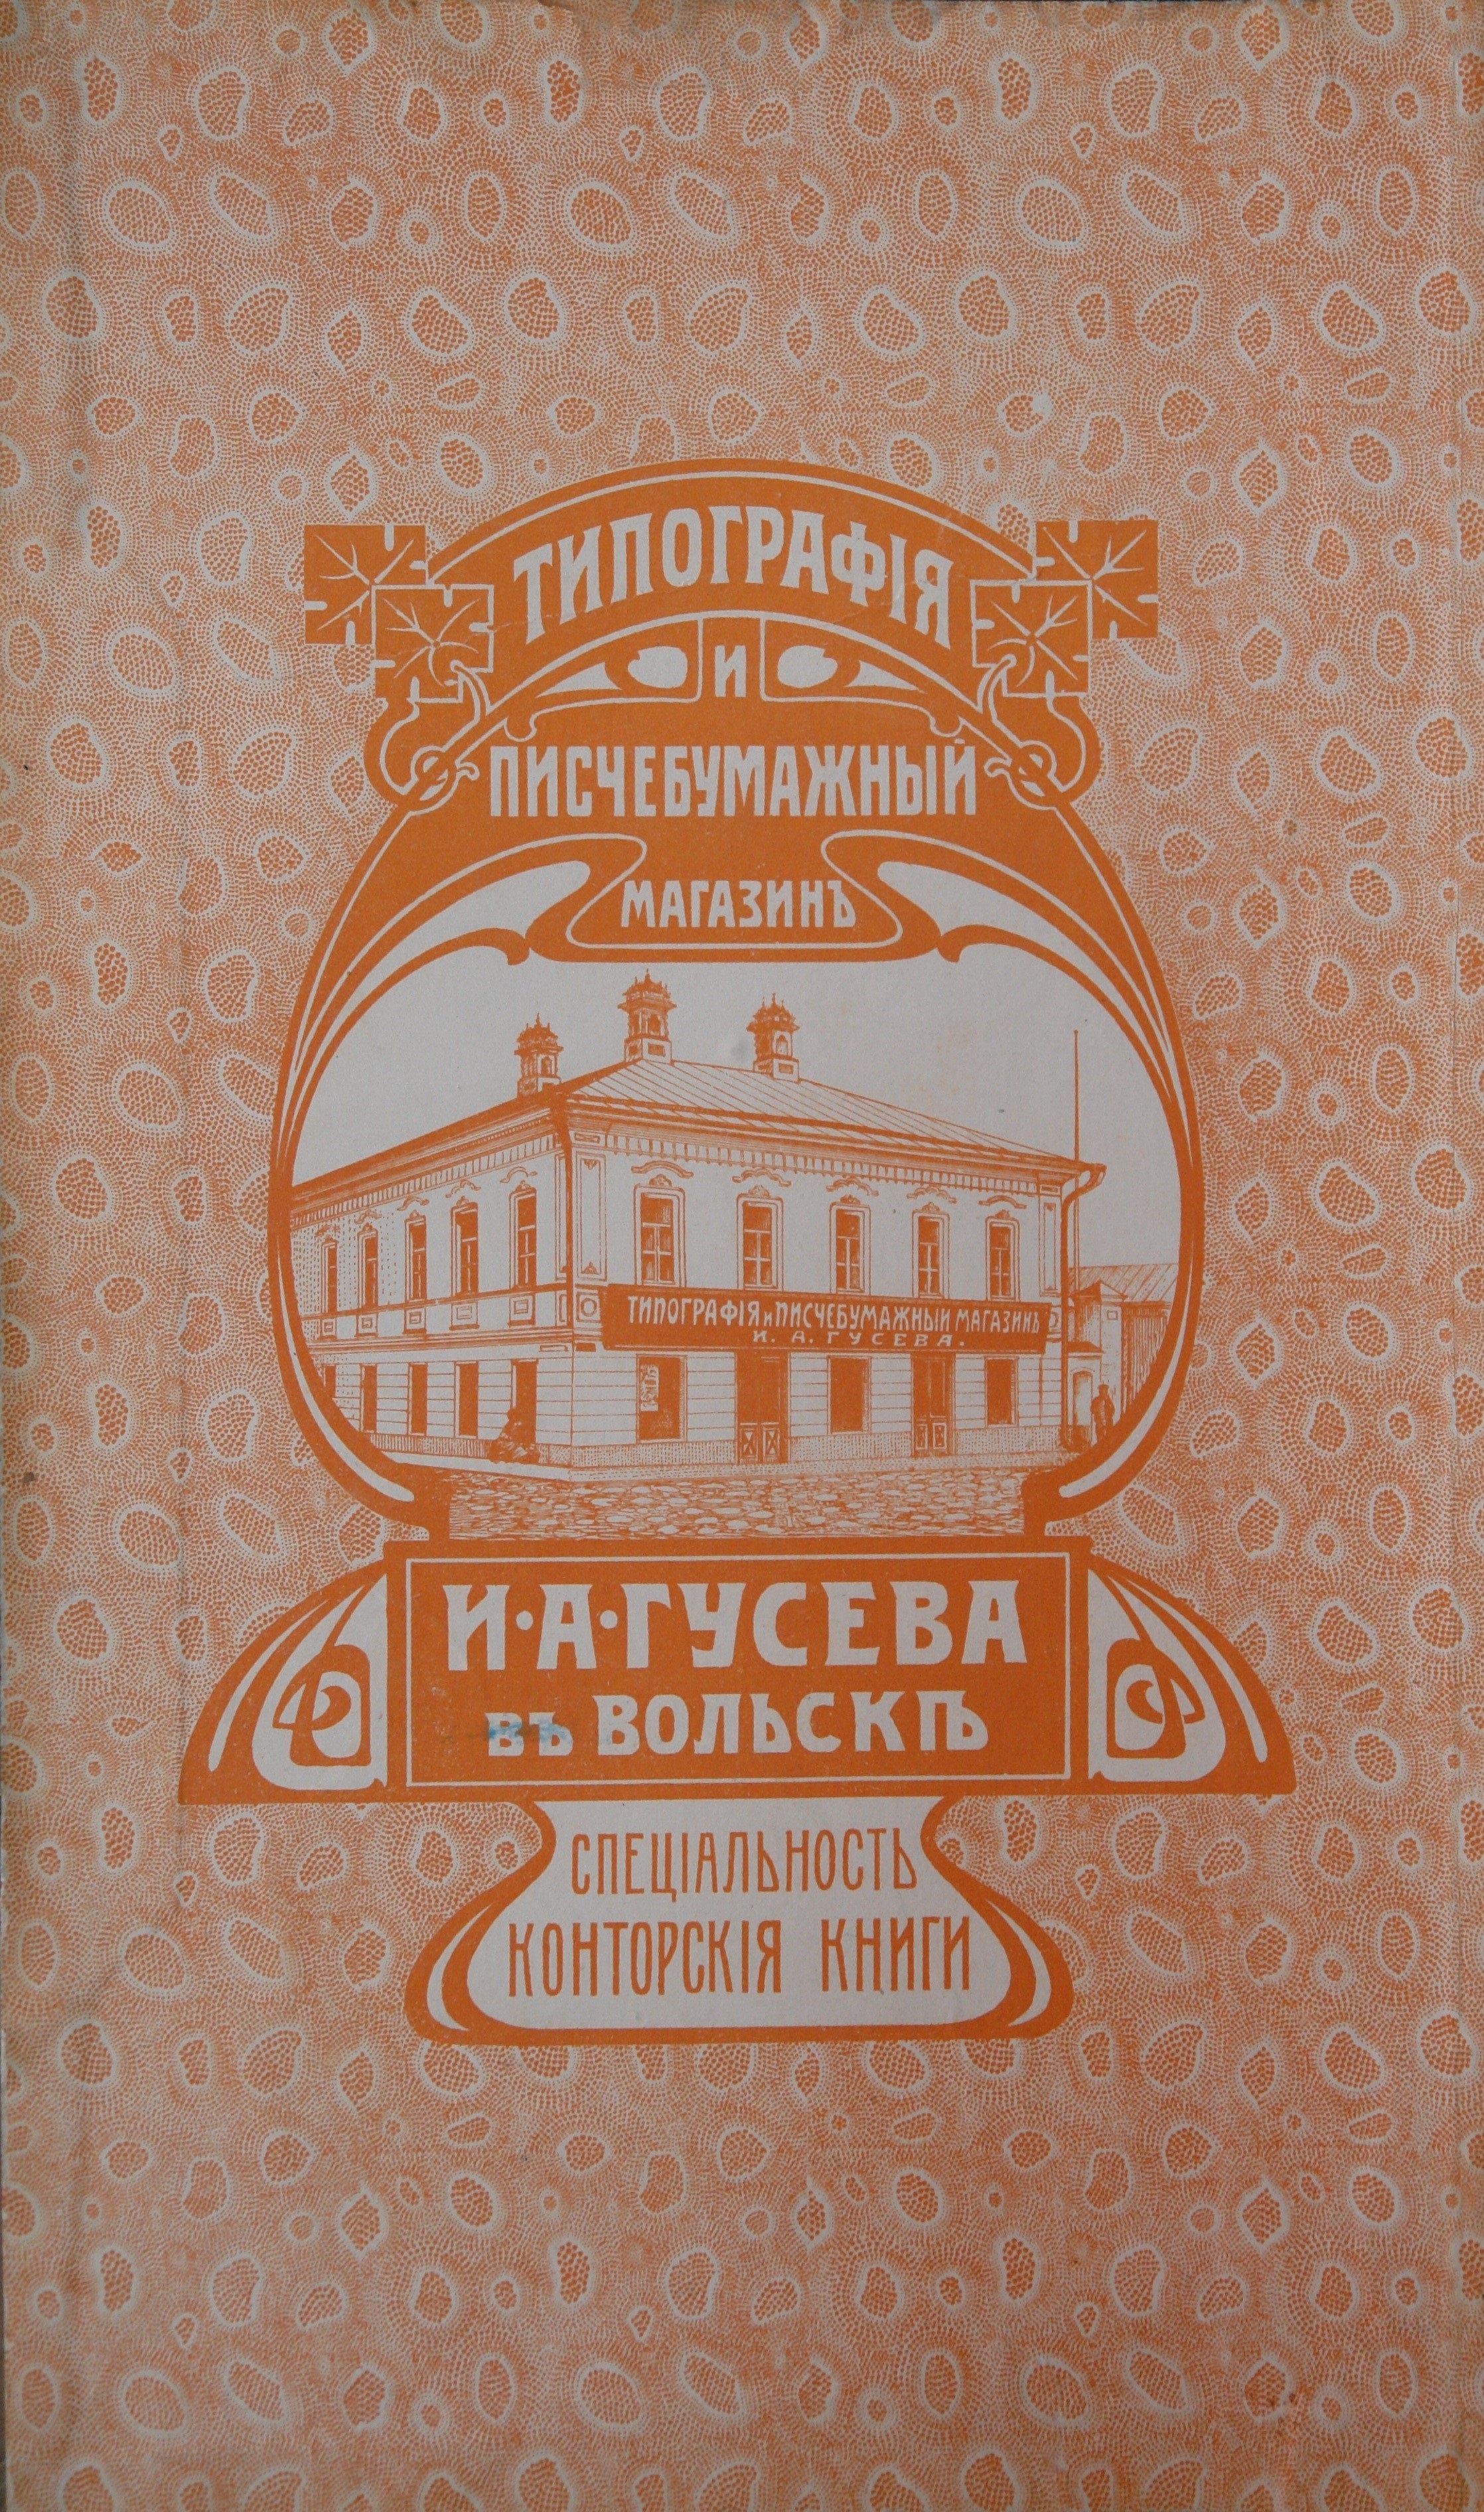 ТИПОГРАФІЯ
И
ПИСЧЕБУМАЖНЫЙ
МАГАЗИНЪ
ТИПОГРАФІЯ и ПИСЧЕБУМАЖНЫЙ МАГАЗИНЪ
И. А. ГУСЕВА.
И·А·ГУСЕВА
ВЪ ВОЛЬСКѢ
СПЕЦІАЛЬНОСТЬ
КОНТОРСКІЯ КНИГИ